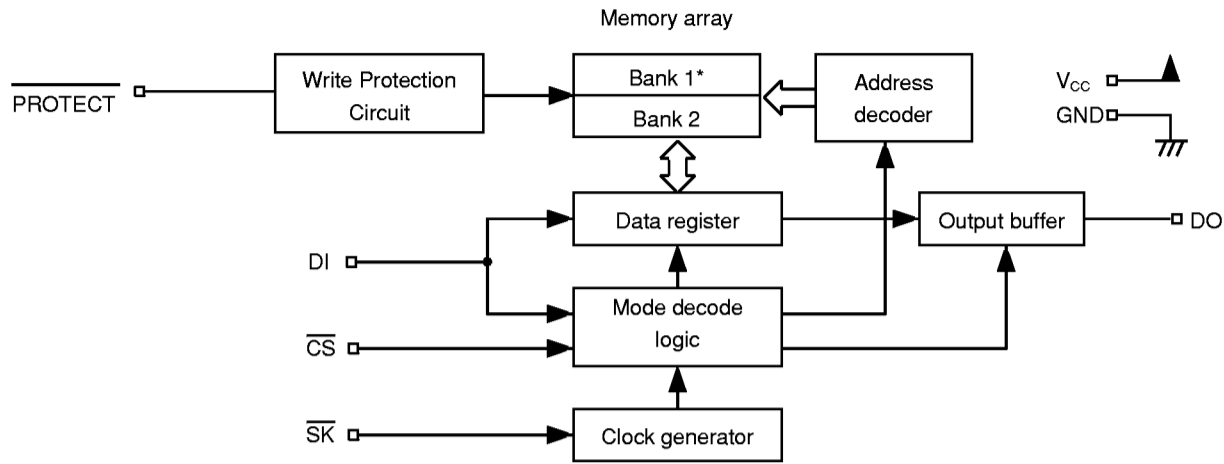 Memory array
PROTECT
Write Protection
Circuit
Bank 1*
Bank 2
Address
decoder
VCC
GND
Data register
Output buffer
DO
DI
Mode decode
logic
CS
SK
Clock generator